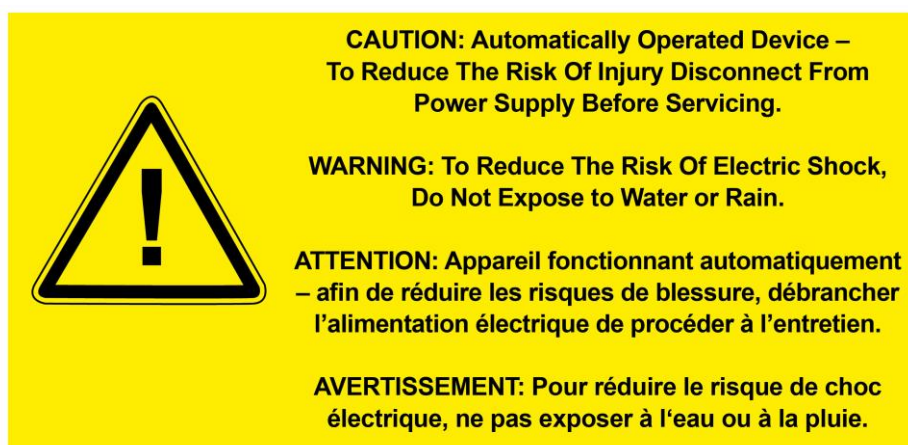 CAUTION: Automatically Operated Device –
To Reduce The Risk Of Injury Disconnect From
Power Supply Before Servicing.
WARNING: To Reduce The Risk Of Electric Shock,
Do Not Expose to Water or Rain.
ATTENTION: Appareil fonctionnant automatiquement
– afin de réduire les risques de blessure, débrancher
l’alimentation électrique de procéder à l’entretien.
AVERTISSEMENT: Pour réduire le risque de choc
électrique, ne pas exposer à l‘eau ou à la pluie.